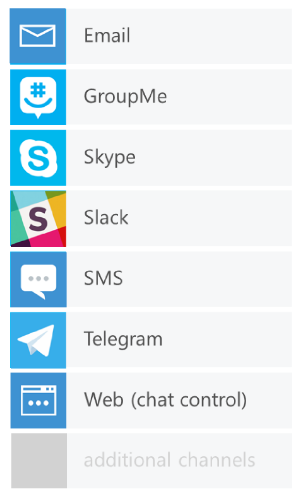 Email
GroupMe
Skype
Slack
SMS
Telegram
Web (chat control)
additional channels